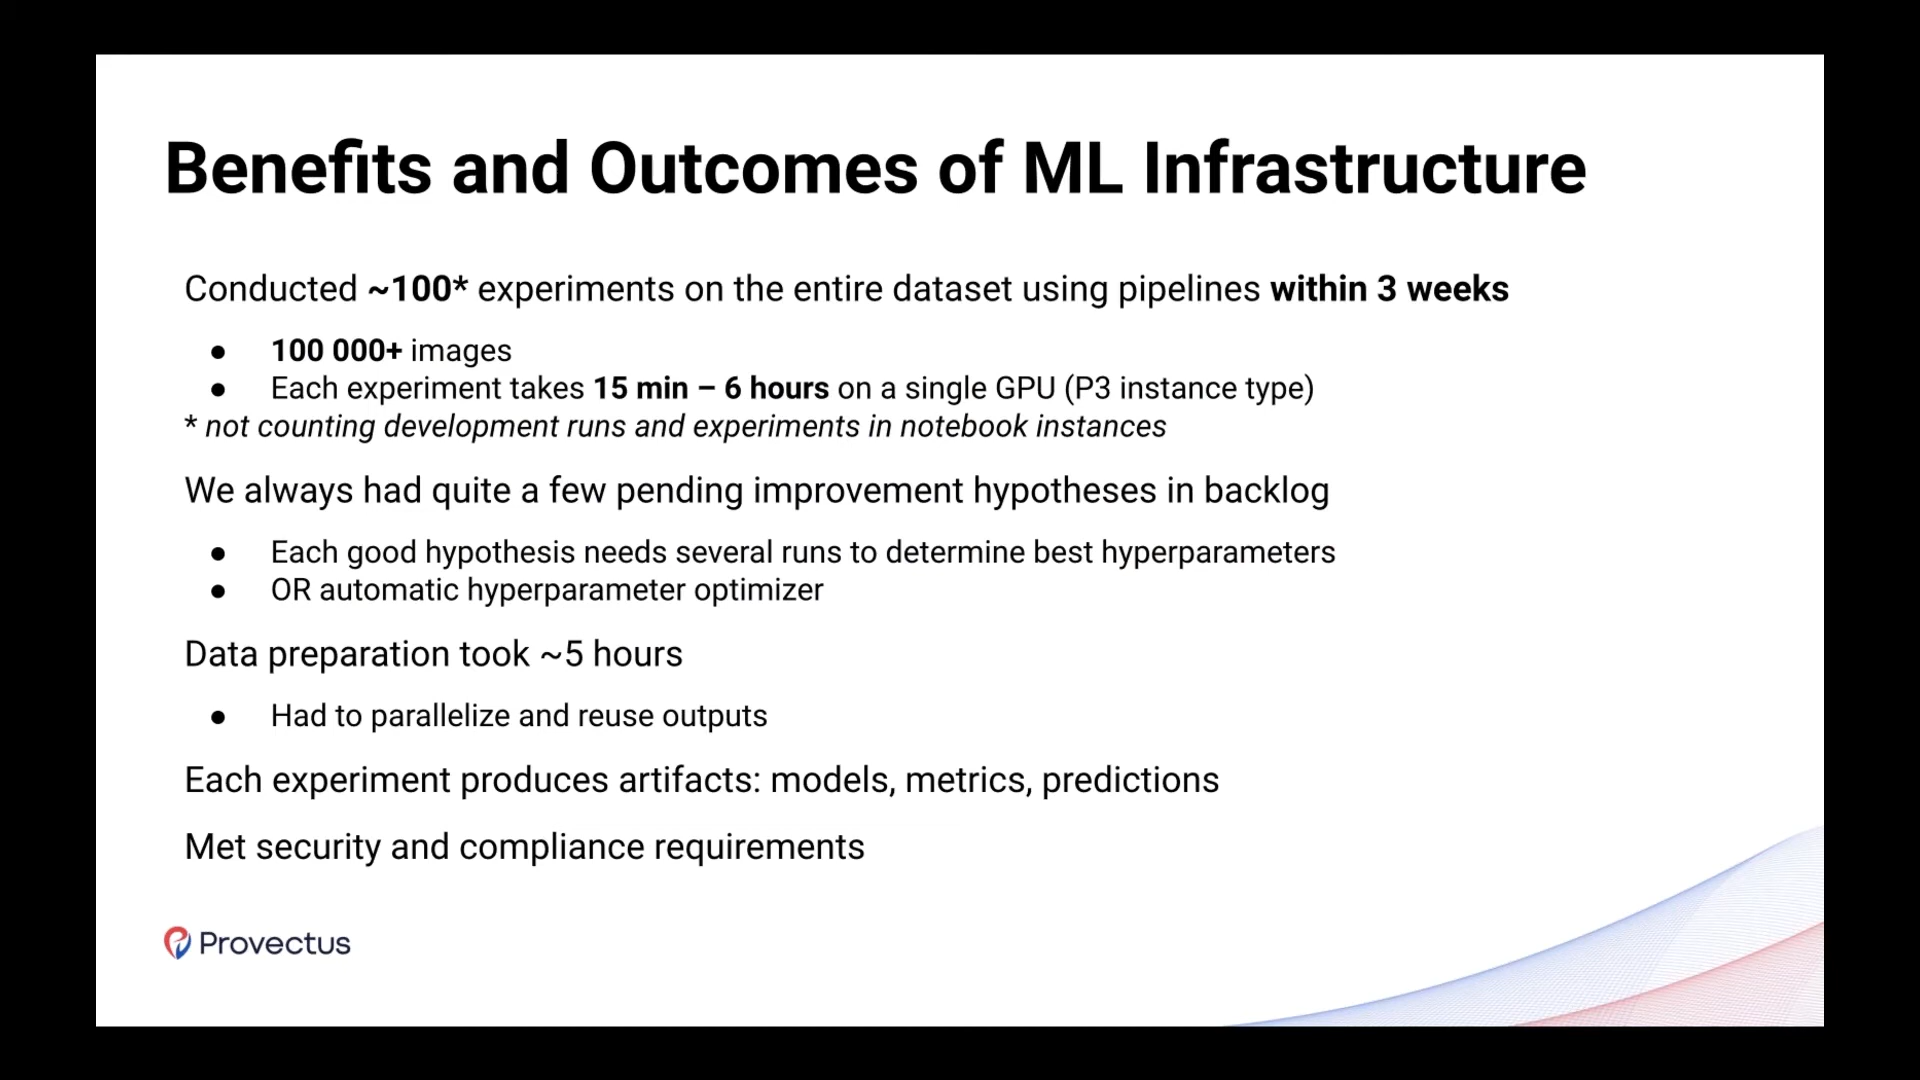 Benefits and Outcomes of ML Infrastructure
Conducted ~100* experiments on the entire dataset using pipelines within 3 weeks
● 100 000+ images
● Each experiment takes 15 min – 6 hours on a single GPU (P3 instance type)
* not counting development runs and experiments in notebook instances
We always had quite a few pending improvement hypotheses in backlog
● Each good hypothesis needs several runs to determine best hyperparameters
● OR automatic hyperparameter optimizer
Data preparation took ~5 hours
● Had to parallelize and reuse outputs
Each experiment produces artifacts: models, metrics, predictions
Met security and compliance requirements
Provectus